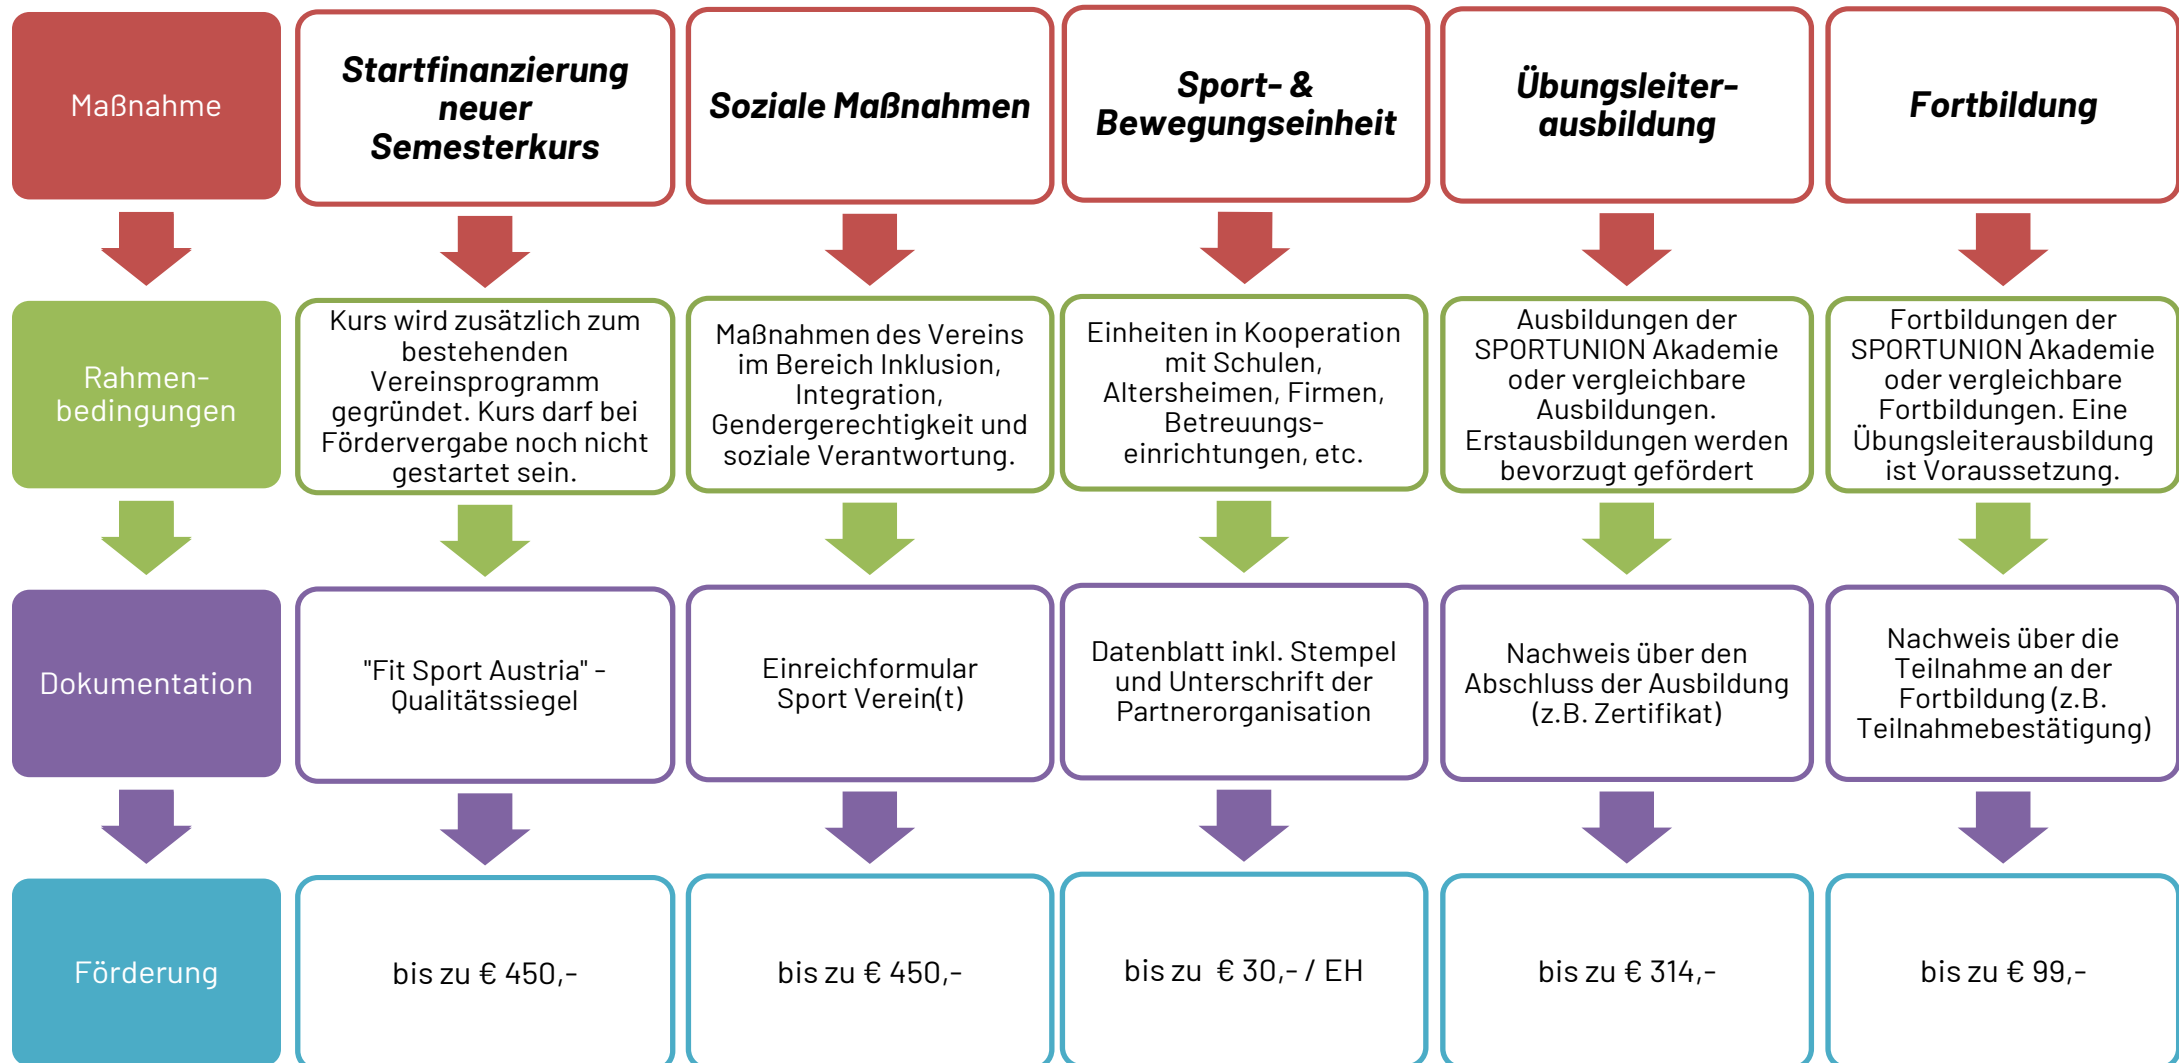 Maßnahme
Startfinanzierung
neuer
Semesterkurs
Soziale Maßnahmen
Sport- &
Bewegungseinheit
Übungsleiter-
ausbildung
Fortbildung
Rahmen-
bedingungen
Kurs wird zusätzlich zum
bestehenden
Vereinsprogramm
gegründet. Kurs darf bei
Fördervergabe noch nicht
gestartet sein.
Maßnahmen des Vereins
im Bereich Inklusion,
Integration,
Gendergerechtigkeit und
soziale Verantwortung.
Einheiten in Kooperation
mit Schulen,
Altersheimen, Firmen,
Betreuungs-
einrichtungen, etc.
Ausbildungen der
SPORTUNION Akademie
oder vergleichbare
Ausbildungen.
Erstausbildungen werden
bevorzugt gefördert
Fortbildungen der
SPORTUNION Akademie
oder vergleichbare
Fortbildungen. Eine
Übungsleiterausbildung
ist Voraussetzung.
Dokumentation
"Fit Sport Austria" -
Qualitätssiegel
Einreichformular
Sport Verein(t)
Datenblatt inkl. Stempel
und Unterschrift der
Partnerorganisation
Nachweis über den
Abschluss der Ausbildung
(z.B. Zertifikat)
Nachweis über die
Teilnahme an der
Fortbildung (z.B.
Teilnahmebestätigung)
Förderung
bis zu € 450,-
bis zu € 450,-
bis zu € 30,- / EH
bis zu € 314,-
bis zu € 99,-